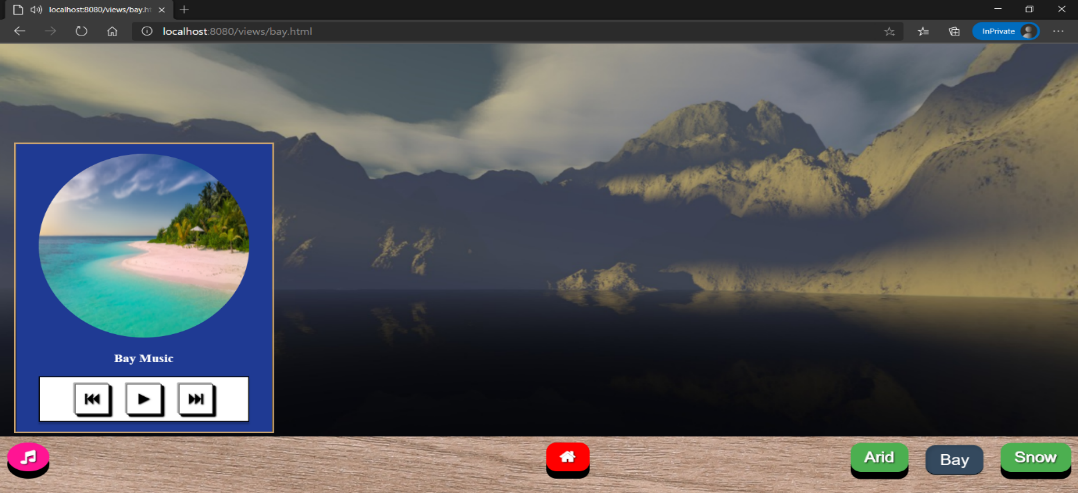 localhost:8080/views/bay.ht
localhost:8080/views/bay.html
InPrivate
Bay Music
Arid
Bay
Snow